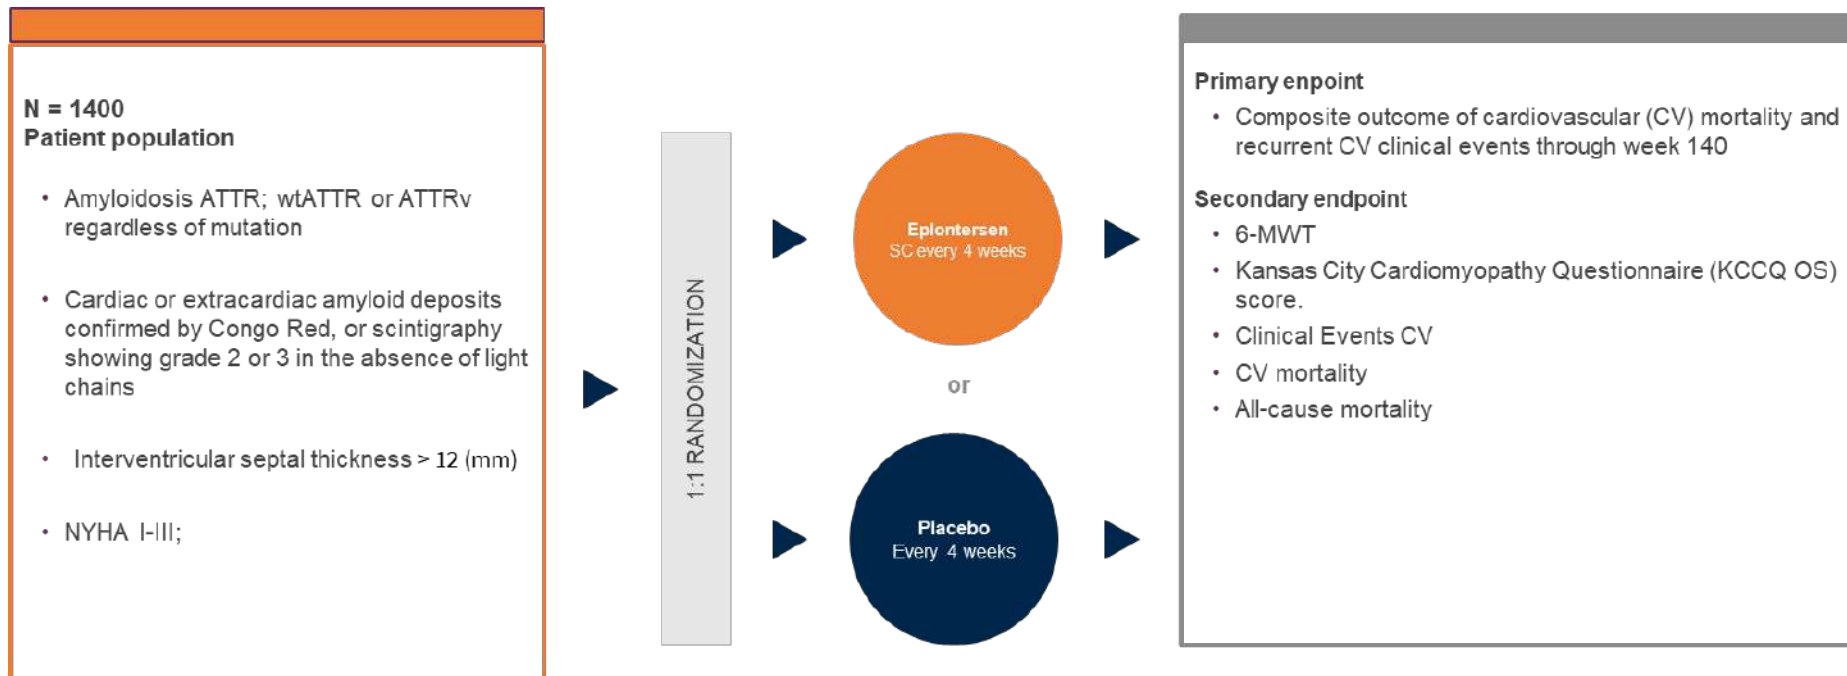 N = 1400
Patient population
• Amyloidosis ATTR; wtATTR or ATTRv
regardless of mutation
• Cardiac or extracardiac amyloid deposits
confirmed by Congo Red, or scintigraphy
showing grade 2 or 3 in the absence of light
chains
• Interventricular septal thickness > 12 (mm)
• NYHA I-III;
1:1 RANDOMIZATION
Eplontersen
SC every 4 weeks
or
Placebo
Every 4 weeks
Primary enpoint
• Composite outcome of cardiovascular (CV) mortality and
recurrent CV clinical events through week 140
Secondary endpoint
• 6-MWT
• Kansas City Cardiomyopathy Questionnaire (KCCQ OS)
score.
• Clinical Events CV
• CV mortality
• All-cause mortality